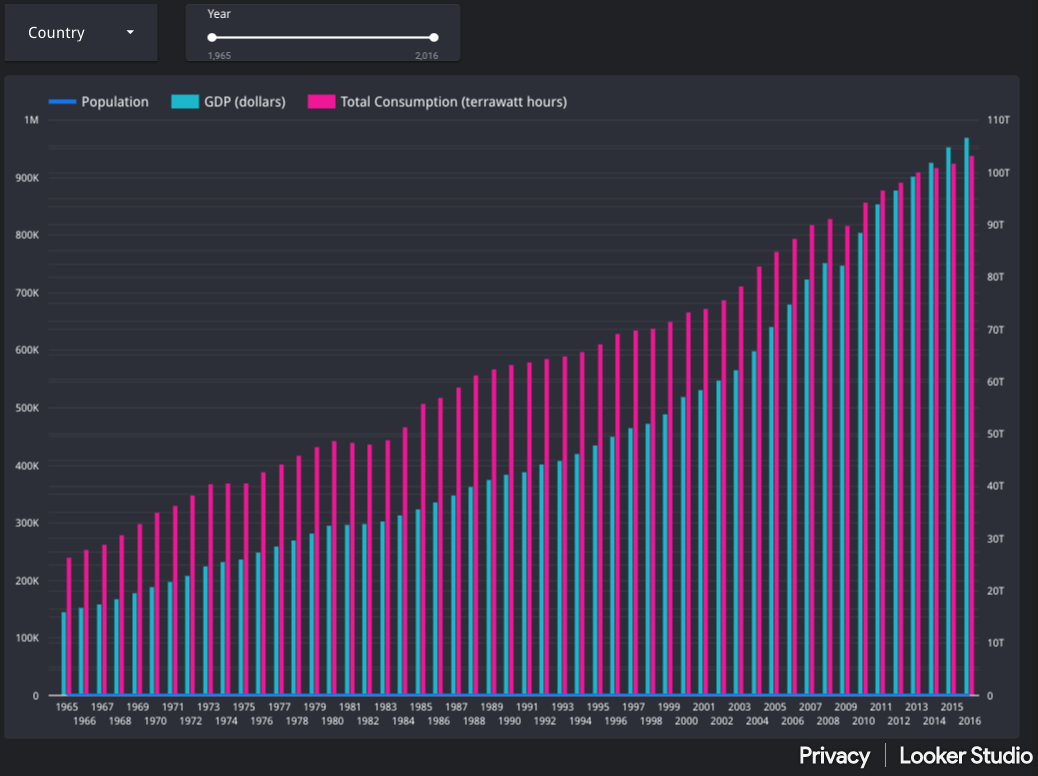 Country
Year
1,965 2,016
Population GDP (dollars) Total Consumption (terrawatt hours)
1M 110T
900K 100T
800K 90T
700K 80T
600K 70T
500K 60T
400K 50T
300K 40T
200K 30T
100K 20T
0 10T
0
1965 1967 1969 1971 1973 1975 1977 1979 1981 1983 1985 1987 1989 1991 1993 1995 1997 1999 2001 2003 2005 2007 2009 2011 2013 2015
1966 1968 1970 1972 1974 1976 1978 1980 1982 1984 1986 1988 1990 1992 1994 1996 1998 2000 2002 2004 2006 2008 2010 2012 2014 2016
Privacy Looker Studio